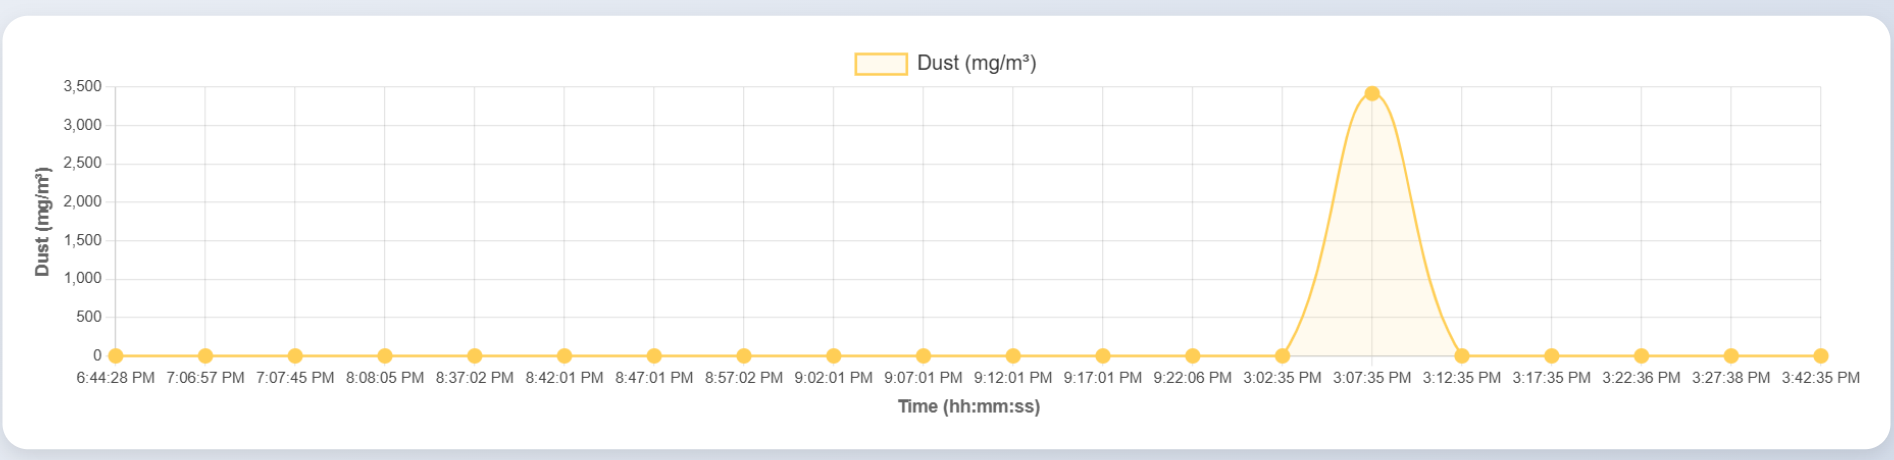 Dust (mg/m³)
3,500
3,000
2,500
2,000
1,500
1,000
500
0
Dust (mg/m³)
6:44:28 PM 7:06:57 PM 7:07:45 PM 8:08:05 PM 8:37:02 PM 8:42:01 PM 8:47:01 PM 8:57:02 PM 9:02:01 PM 9:07:01 PM 9:12:01 PM 9:17:01 PM 9:22:06 PM 3:02:35 PM 3:07:35 PM 3:12:35 PM 3:17:35 PM 3:22:36 PM 3:27:38 PM 3:42:35 PM
Time (hh:mm:ss)